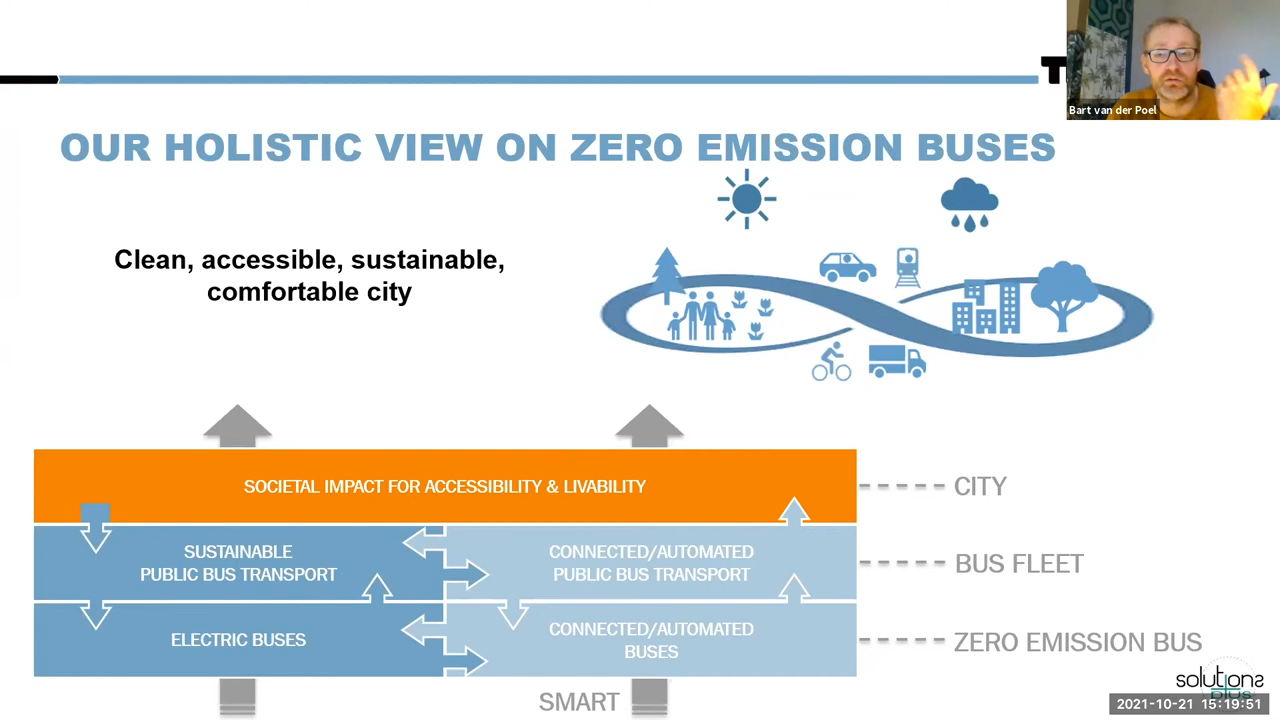 Bart van der Poel
OUR HOLISTIC VIEW ON ZERO EMISSION BUSES
Clean, accessible, sustainable,
comfortable city
SOCIETAL IMPACT FOR ACCESSIBILITY & LIVABILITY
CITY
SUSTAINABLE
PUBLIC BUS TRANSPORT
CONNECTED/AUTOMATED
PUBLIC BUS TRANSPORT
BUS FLEET
ELECTRIC BUSES
CONNECTED/AUTOMATED
BUSES
ZERO EMISSION BUS
SMART
solutions
plus
2021-10-21 15:19:51